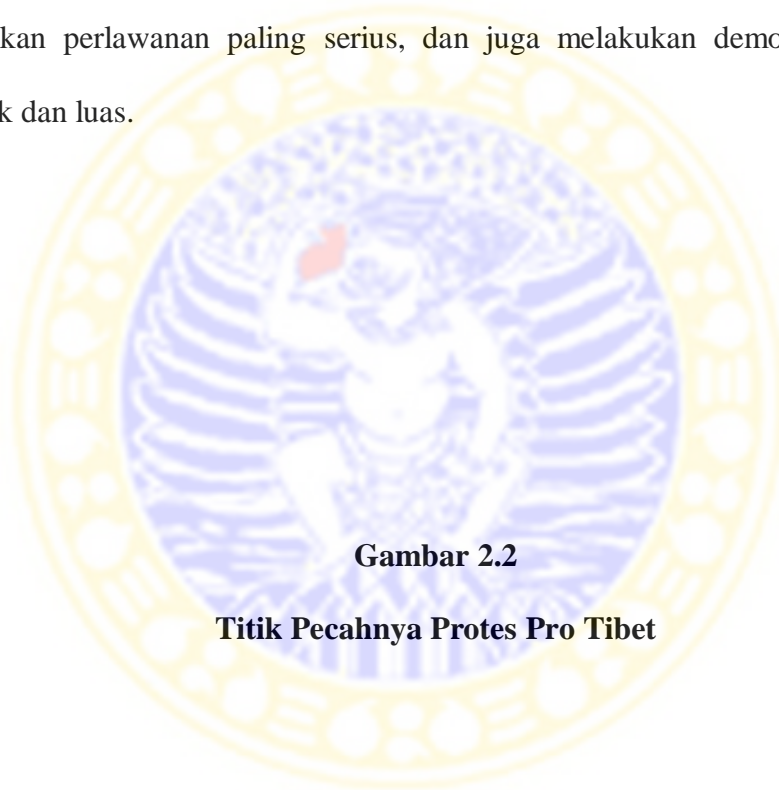 kan perlawanan paling serius, dan juga melakukan demo
k dan luas.
Gambar 2.2
Titik Pecahnya Protes Pro Tibet